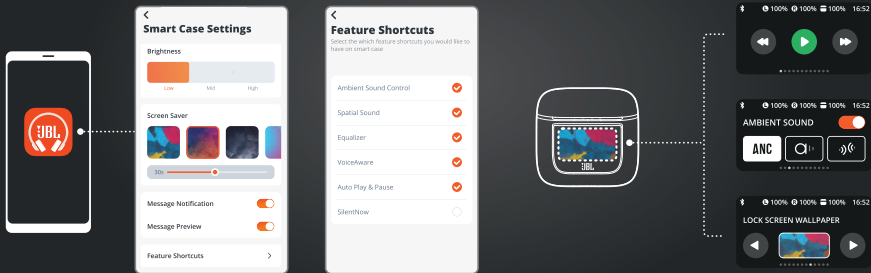 JBL
Smart Case Settings
Brightness
Low Mid High
Screen Saver
30s
Message Notification
Message Preview
Feature Shortcuts
Feature Shortcuts
Select the which feature shortcuts you would like to
have on smart case
Ambient Sound Control
Spatial Sound
Equalizer
VoiceAware
Auto Play & Pause
SilentNow
JBL
100% 100% 100% 16:52
100% 100% 100% 16:52
AMBIENT SOUND
ANC
100% 100% 100% 16:52
LOCK SCREEN WALLPAPER